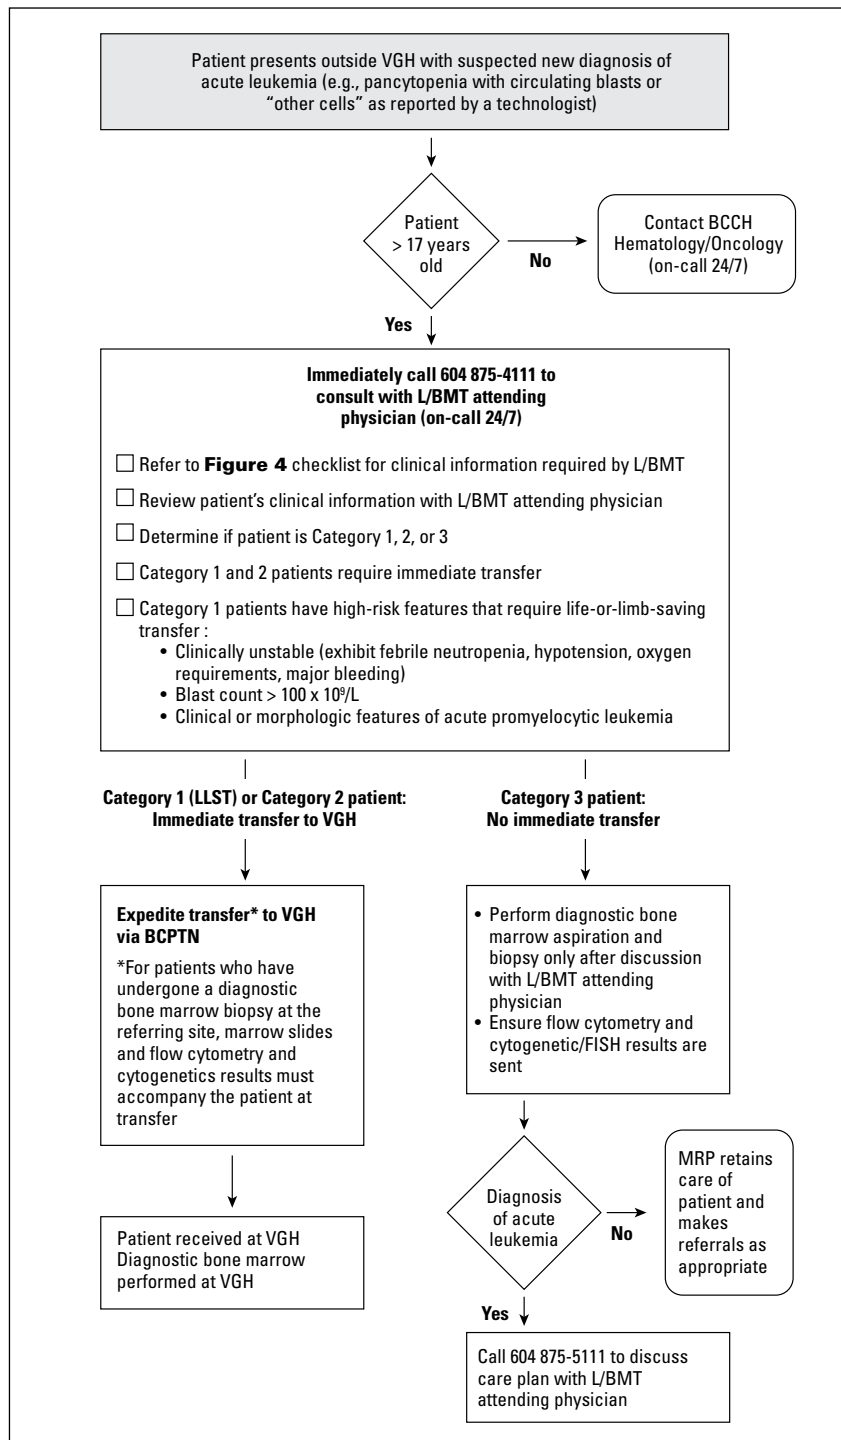 Patient presents outside VGH with suspected new diagnosis of
acute leukemia (e.g., pancytopenia with circulating blasts or
“other cells” as reported by a technologist)
Patient
> 17 years
old
No
Contact BCCH
Hematology/Oncology
(on-call 24/7)
Yes
Immediately call 604 875-4111 to
consult with L/BMT attending
physician (on-call 24/7)
Refer to Figure 4 checklist for clinical information required by L/BMT
Review patient’s clinical information with L/BMT attending physician
Determine if patient is Category 1, 2, or 3
Category 1 and 2 patients require immediate transfer
Category 1 patients have high-risk features that require life-or-limb-saving
transfer :
• Clinically unstable (exhibit febrile neutropenia, hypotension, oxygen
requirements, major bleeding)
• Blast count > 100 x 10⁹/L
• Clinical or morphologic features of acute promyelocytic leukemia
Category 1 (LLST) or Category 2 patient:
Immediate transfer to VGH
Category 3 patient:
No immediate transfer
Expedite transfer* to VGH
via BCPTN
*For patients who have
undergone a diagnostic
bone marrow biopsy at the
referring site, marrow slides
and flow cytometry and
cytogenetics results must
accompany the patient at
transfer
• Perform diagnostic bone
marrow aspiration and
biopsy only after discussion
with L/BMT attending
physician
• Ensure flow cytometry and
cytogenetic/FISH results are
sent
Patient received at VGH
Diagnostic bone marrow
performed at VGH
Diagnosis
of acute
leukemia
No
MRP retains
care of
patient and
makes
referrals as
appropriate
Yes
Call 604 875-5111 to discuss
care plan with L/BMT
attending physician